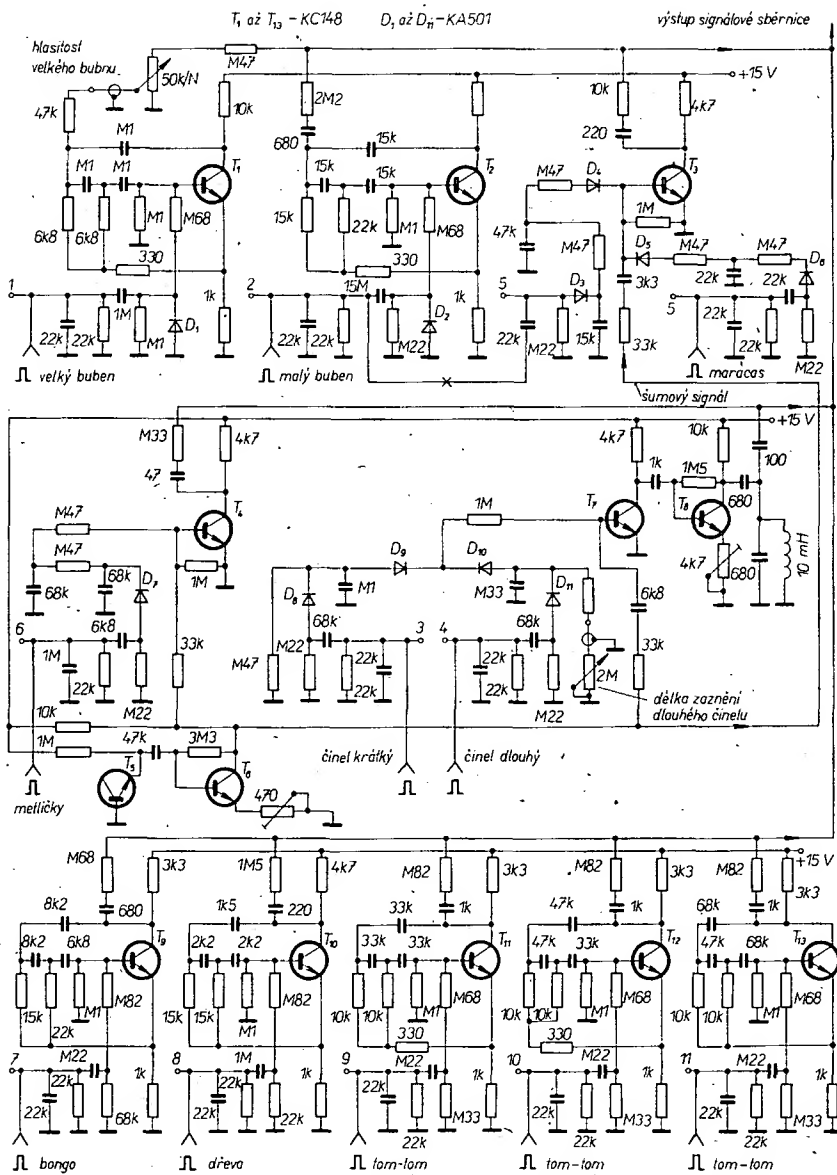 T₁ až T₁₃ – KC148 D₁ až D₁₁ – KA501
výstup signálové sběrnice
hlasitost
velkého bubnu
50k/N
M47
+15 V
47k
10k
2M2
10k
4k7
M1
680
15k
220
M1
M1
T₁
15k
15k
T₂
M47
D₄
T₃
6k8
6k8
M1
M68
15k
22k
M1
M68
47k
M47
1M
D₅
M47
M47
D₆
330
330
3k3
22k
1
1M
2
15M
5
D₃
5
22k
22k
22k
M1
D₁
1k
22k
22k
M22
D₂
1k
22k
M22
15k
33k
22k
22k
M22
velký buben
malý buben
maracas
šumový signál
M33
4k7
+15 V
47
4k7
10k
100
1k
1M5
M47
T₄
1M
T₇
T₈
680
M47
1M
D₉
D₁₀
4k7
680
10 mH
68k
68k
D₇
D₈
M1
M33
D₁₁
6k8
6
6k8
68k
3
4
68k
33k
1M
22k
M22
33k
M47
M22
22k
22k
22k
22k
M22
2M
10k
délka zaznění
dlouhého činelu
1M
47k
3M3
činel krátký
činel dlouhý
T₅
T₆
metličky
470
+15 V
M68
3k3
1M5
4k7
M82
3k3
M82
3k3
M82
3k3
8k2
680
1k5
220
33k
1k
47k
1k
68k
1k
8k2
6k8
T₉
2k2
2k2
T₁₀
33k
33k
T₁₁
47k
33k
T₁₂
47k
68k
T₁₃
15k
22k
M1
M82
15k
15k
M1
M82
10k
10k
M1
M68
10k
10k
M1
M68
10k
10k
M1
M68
330
330
7
M22
8
1M
9
M22
10
M22
11
M22
22k
22k
68k
1k
22k
22k
22k
1k
22k
22k
M33
1k
22k
22k
M33
1k
22k
22k
M33
1k
bongo
dřeva
tom-tom
tom-tom
tom-tom